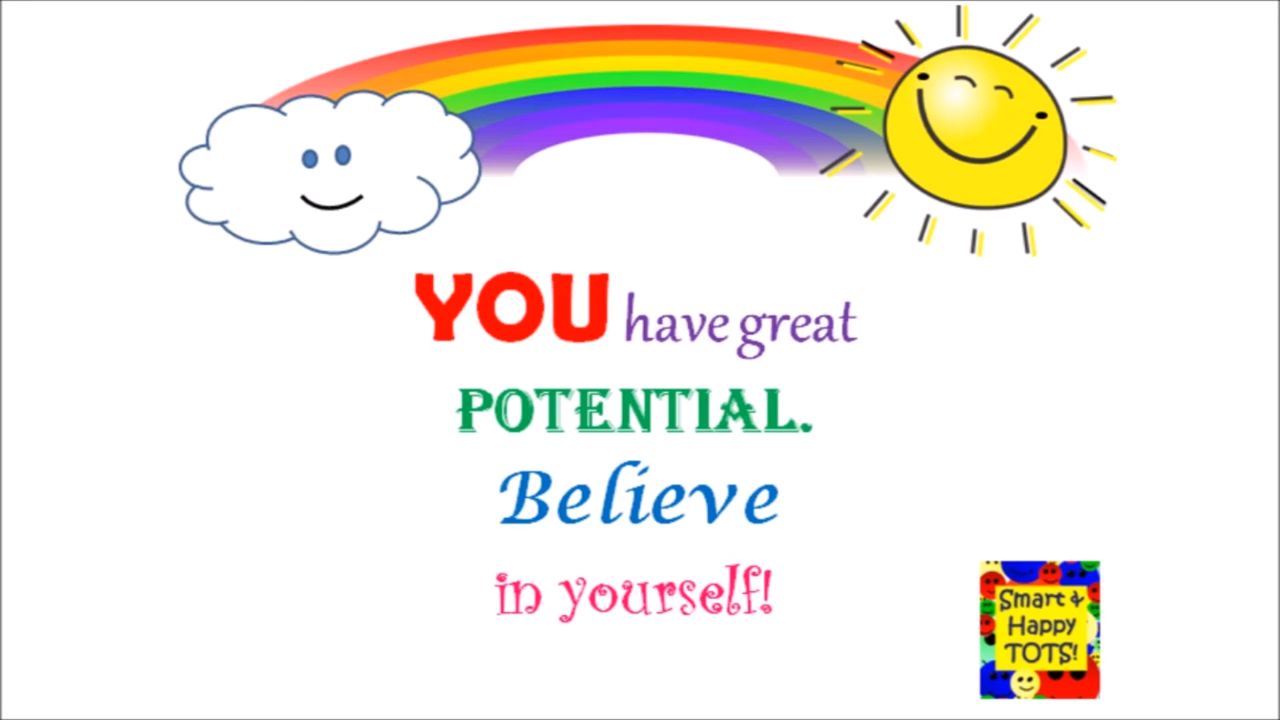 YOU have great
POTENTIAL.
Believe
in yourself!
Smart &
Happy
TOTS!